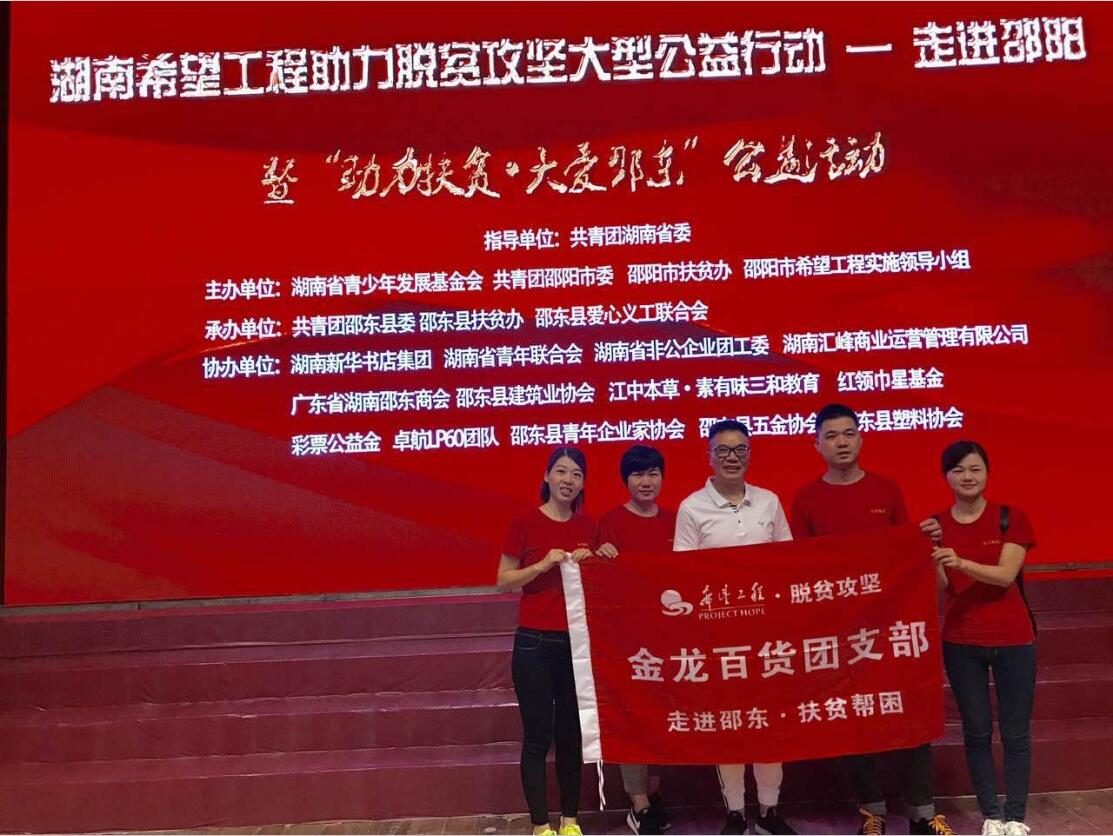 湖南希望工程助力脱贫攻坚大型公益行动 — 走进邵阳
暨“助力扶贫·大爱邵东”公益活动
指导单位：共青团湖南省委
主办单位：湖南省青少年发展基金会 共青团邵阳市委 邵阳市扶贫办 邵阳市希望工程实施领导小组
承办单位：共青团邵东县委 邵东县扶贫办 邵东县爱心义工联合会
协办单位：湖南新华书店集团 湖南省青年联合会 湖南省非公企业团工委 湖南汇峰商业运营管理有限公司
广东省湖南邵东商会 邵东县建筑业协会 江中本草·素有味三和教育 红领巾星基金
彩票公益金 卓航LP60团队 邵东县青年企业家协会 邵东县五金协会 东县塑料协会
希望工程·脱贫攻坚
PROJECT HOPE
金龙百货团支部
走进邵东·扶贫帮困